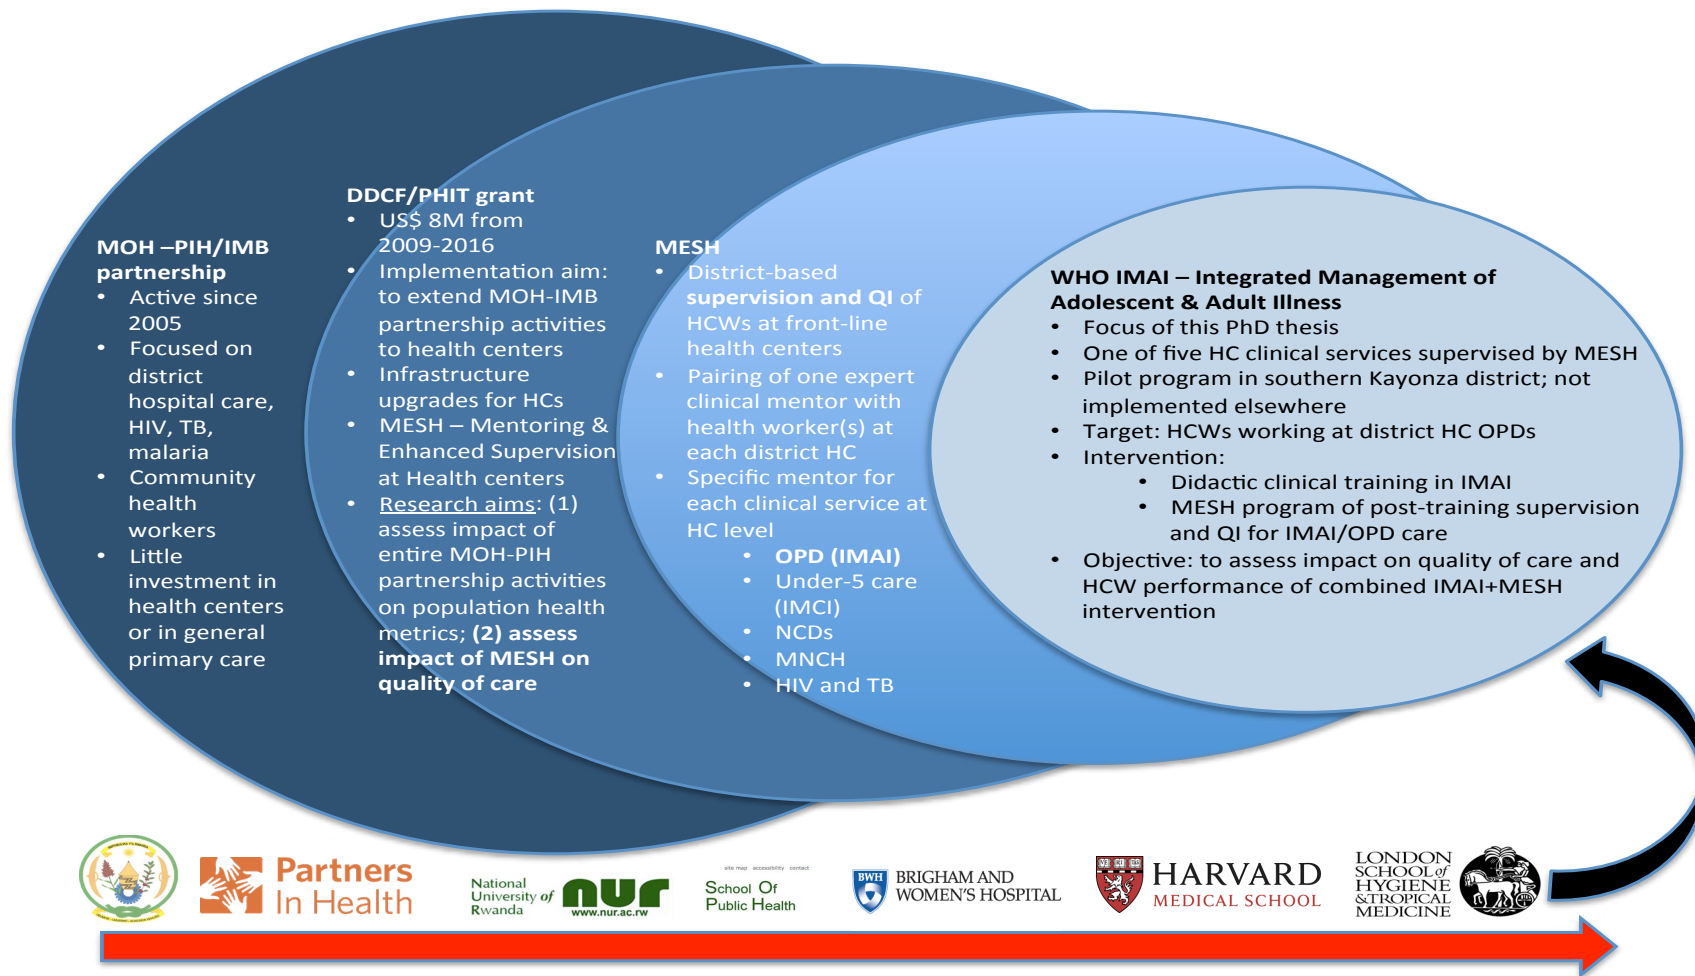 MOH –PIH/IMB
partnership
• Active since
2005
• Focused on
district
hospital care,
HIV, TB,
malaria
• Community
health
workers
• Little
investment in
health centers
or in general
primary care
DDCF/PHIT grant
• US$ 8M from
2009-2016
• Implementation aim:
to extend MOH-IMB
partnership activities
to health centers
• Infrastructure
upgrades for HCs
• MESH – Mentoring &
Enhanced Supervision
at Health centers
• Research aims: (1)
assess impact of
entire MOH-PIH
partnership activities
on population health
metrics; (2) assess
impact of MESH on
quality of care
MESH
• District-based
supervision and QI of
HCWs at front-line
health centers
• Pairing of one expert
clinical mentor with
health worker(s) at
each district HC
• Specific mentor for
each clinical service at
HC level
• OPD (IMAI)
• Under-5 care
(IMCI)
• NCDs
• MNCH
• HIV and TB
WHO IMAI – Integrated Management of
Adolescent & Adult Illness
• Focus of this PhD thesis
• One of five HC clinical services supervised by MESH
• Pilot program in southern Kayonza district; not
implemented elsewhere
• Target: HCWs working at district HC OPDs
• Intervention:
• Didactic clinical training in IMAI
• MESH program of post-training supervision
and QI for IMAI/OPD care
• Objective: to assess impact on quality of care and
HCW performance of combined IMAI+MESH
intervention
Partners
In Health
National
University of
Rwanda
nur
www.nur.ac.rw
site map accessibility contact
School Of
Public Health
BWH
BRIGHAM AND
WOMEN'S HOSPITAL
HARVARD
MEDICAL SCHOOL
LONDON
SCHOOL of
HYGIENE
&TROPICAL
MEDICINE